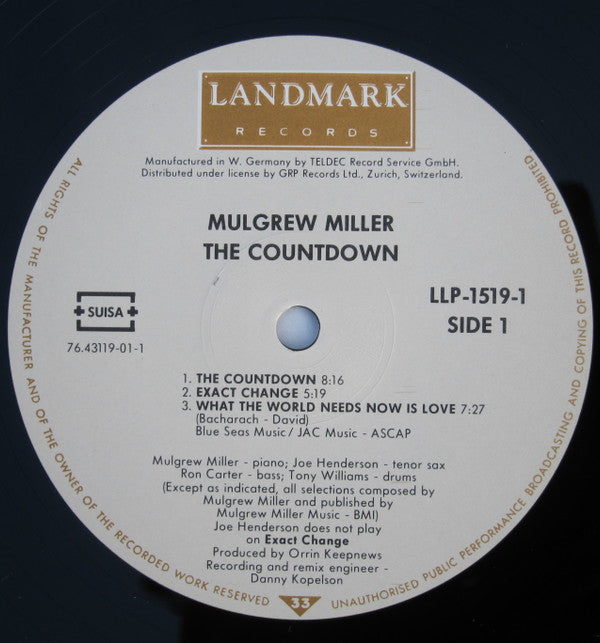 LANDMARK
RECORDS
Manufactured in W. Germany by TELDEC Record Service GmbH.
Distributed under license by GRP Records Ltd., Zurich, Switzerland.
MULGREW MILLER
THE COUNTDOWN
SUISA
76.43119-01-1
LLP-1519-1
SIDE 1
1. THE COUNTDOWN 8:16
2. EXACT CHANGE 5:19
3. WHAT THE WORLD NEEDS NOW IS LOVE 7:27
(Bacharach - David)
Blue Seas Music / JAC Music - ASCAP
Mulgrew Miller - piano; Joe Henderson - tenor sax
Ron Carter - bass; Tony Williams - drums
(Except as indicated, all selections composed by
Mulgrew Miller and published by
Mulgrew Miller Music - BMI)
Joe Henderson does not play
on Exact Change
Produced by Orrin Keepnews
Recording and remix engineer -
Danny Kopelson
ALL RIGHTS OF THE MANUFACTURER AND OF THE OWNER OF THE RECORDED WORK RESERVED
33
UNAUTHORISED PUBLIC PERFORMANCE BROADCASTING AND COPYING OF THIS RECORD PROHIBITED